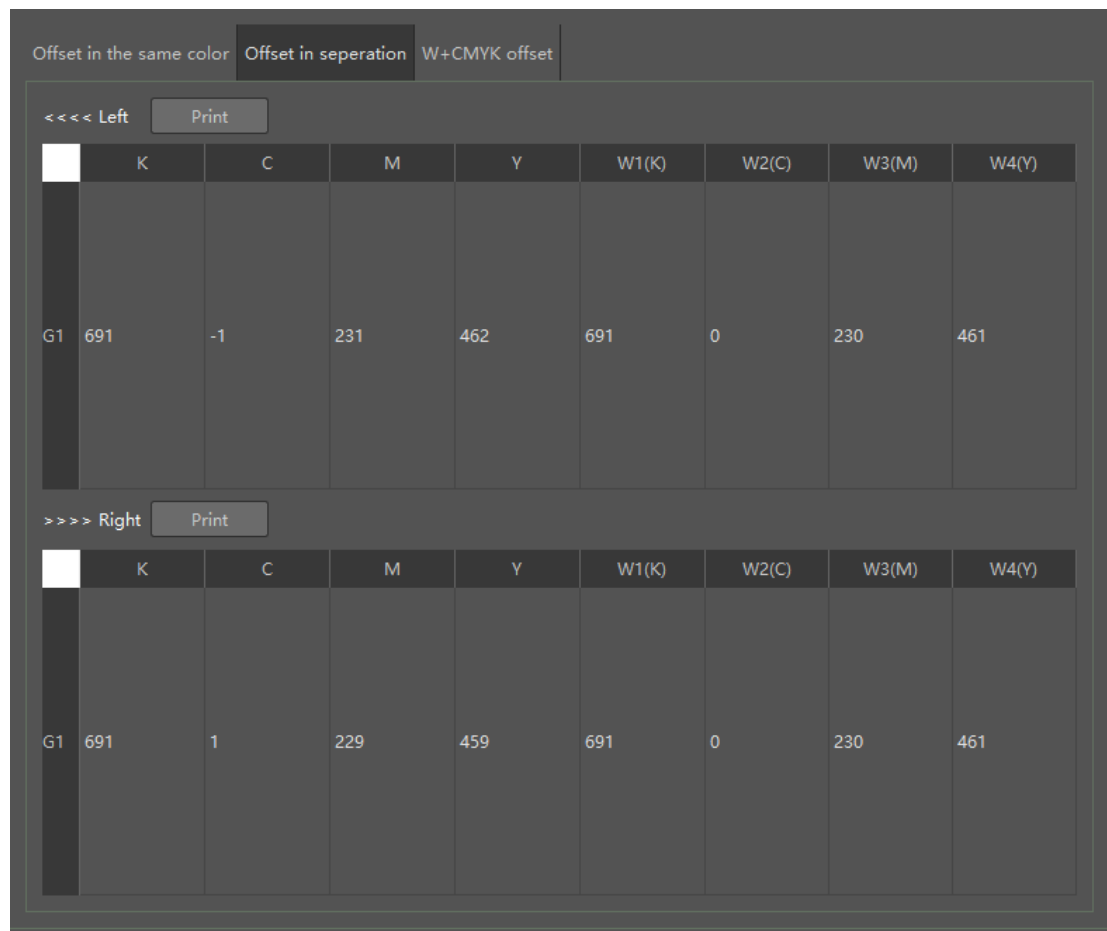 Offset in the same color Offset in seperation W+CMYK offset
<<<< Left Print
K C M Y W1(K) W2(C) W3(M) W4(Y)
G1 691 -1 231 462 691 0 230 461
>>>> Right Print
K C M Y W1(K) W2(C) W3(M) W4(Y)
G1 691 1 229 459 691 0 230 461